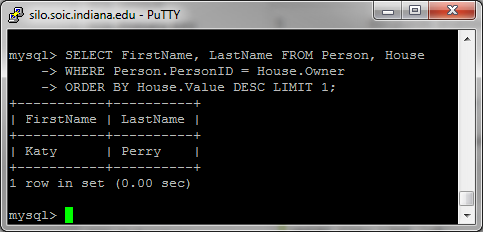 silo.soic.indiana.edu - PuTTY
mysql> SELECT FirstName, LastName FROM Person, House
    -> WHERE Person.PersonID = House.Owner
    -> ORDER BY House.Value DESC LIMIT 1;
+-----------+----------+
| FirstName | LastName |
+-----------+----------+
| Katy      | Perry    |
+-----------+----------+
1 row in set (0.00 sec)
mysql>